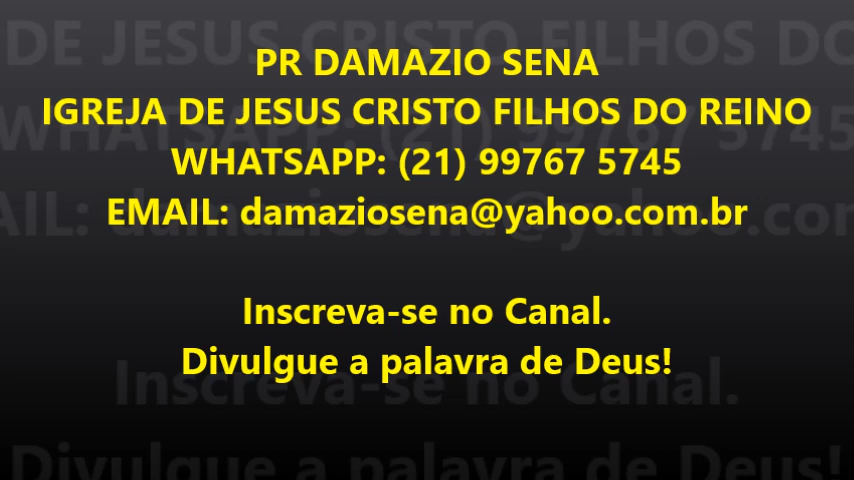 PR DAMAZIO SENA
IGREJA DE JESUS CRISTO FILHOS DO REINO
WHATSAPP: (21) 99767 5745
EMAIL: damaziosena@yahoo.com.br
Inscreva-se no Canal.
Divulgue a palavra de Deus!